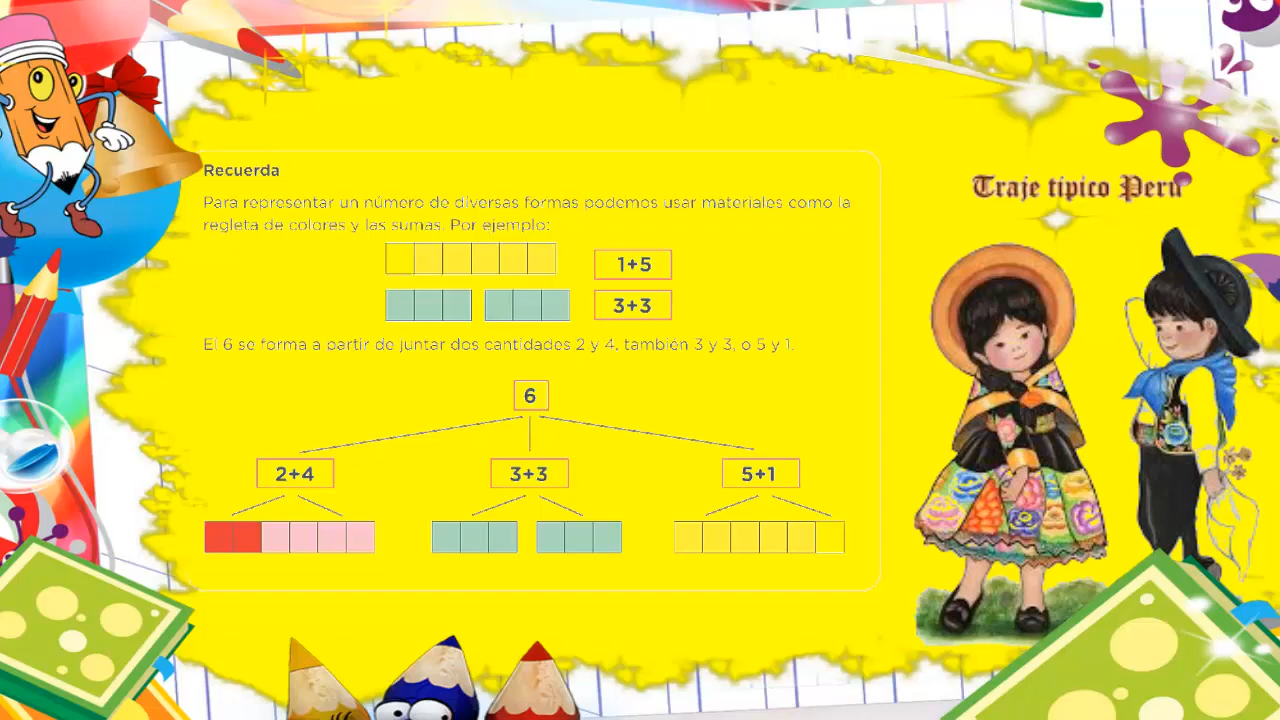 Recuerda
Para representar un número de diversas formas podemos usar materiales como la
regleta de colores y las sumas. Por ejemplo:
1+5
3+3
El 6 se forma a partir de juntar dos cantidades 2 y 4, también 3 y 3, o 5 y 1.
6
2+4
3+3
5+1
Traje tipico Peru